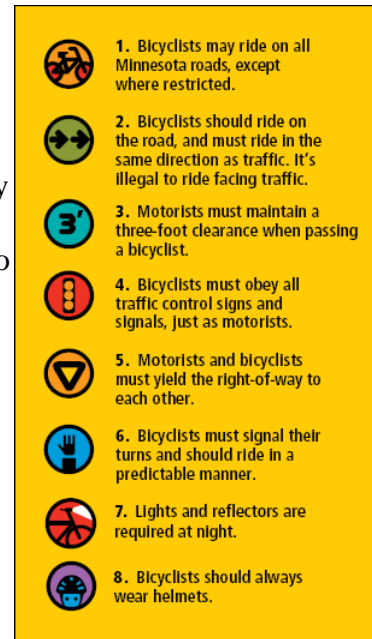 1. Bicyclists may ride on all
Minnesota roads, except
where restricted.
2. Bicyclists should ride on
the road, and must ride in the
same direction as traffic. It's
illegal to ride facing traffic.
y
3'
3. Motorists must maintain a
three-foot clearance when passing
a bicyclist.
o
4. Bicyclists must obey all
traffic control signs and
signals, just as motorists.
5. Motorists and bicyclists
must yield the right-of-way to
each other.
6. Bicyclists must signal their
turns and should ride in a
predictable manner.
7. Lights and reflectors are
required at night.
8. Bicyclists should always
wear helmets.